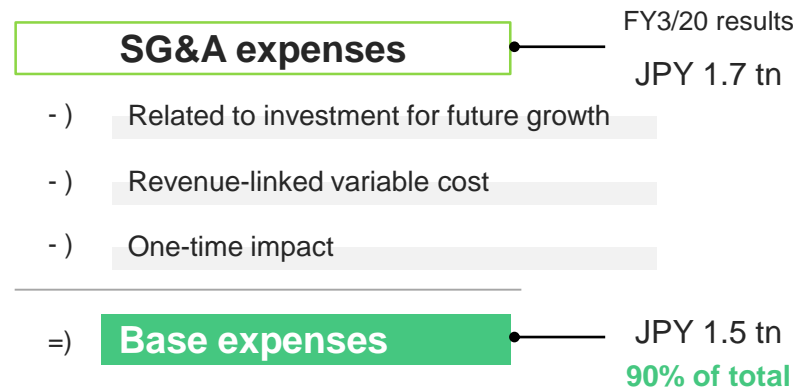 FY3/20 results
SG&A expenses
JPY 1.7 tn
- ) Related to investment for future growth
- ) Revenue-linked variable cost
- ) One-time impact
=) Base expenses
JPY 1.5 tn
90% of total